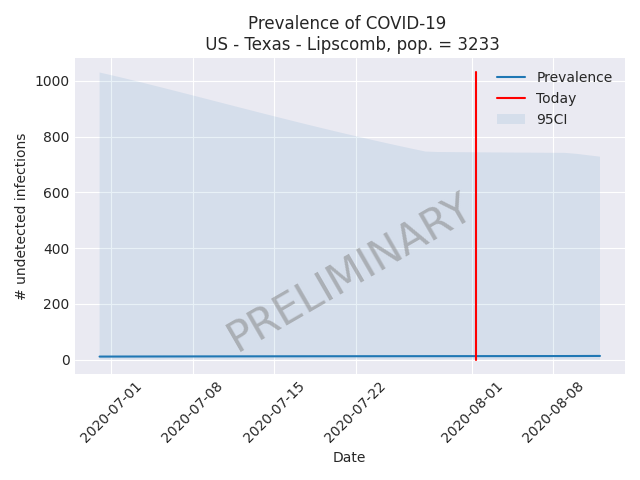 Prevalence of COVID-19
US - Texas - Lipscomb, pop. = 3233
Prevalence
Today
95CI
# undetected infections
1000
800
600
400
200
0
PRELIMINARY
2020-07-01
2020-07-08
2020-07-15
2020-07-22
2020-08-01
2020-08-08
Date